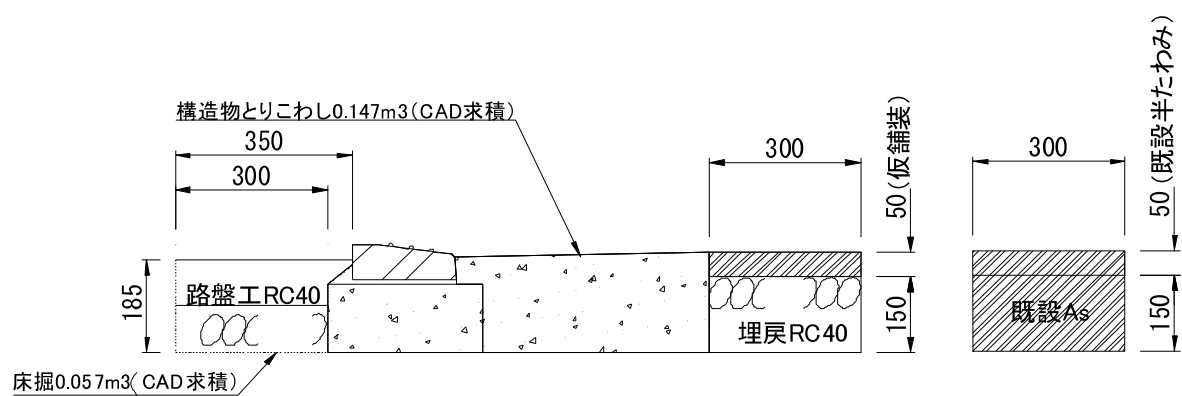 構造物とりこわし0.147m3(CAD求積)
350
300
300
50(仮舗装)
300
50(既設半たわみ)
185
路盤工RC40
150
埋戻RC40
既設As
150
床掘0.057m3(CAD求積)